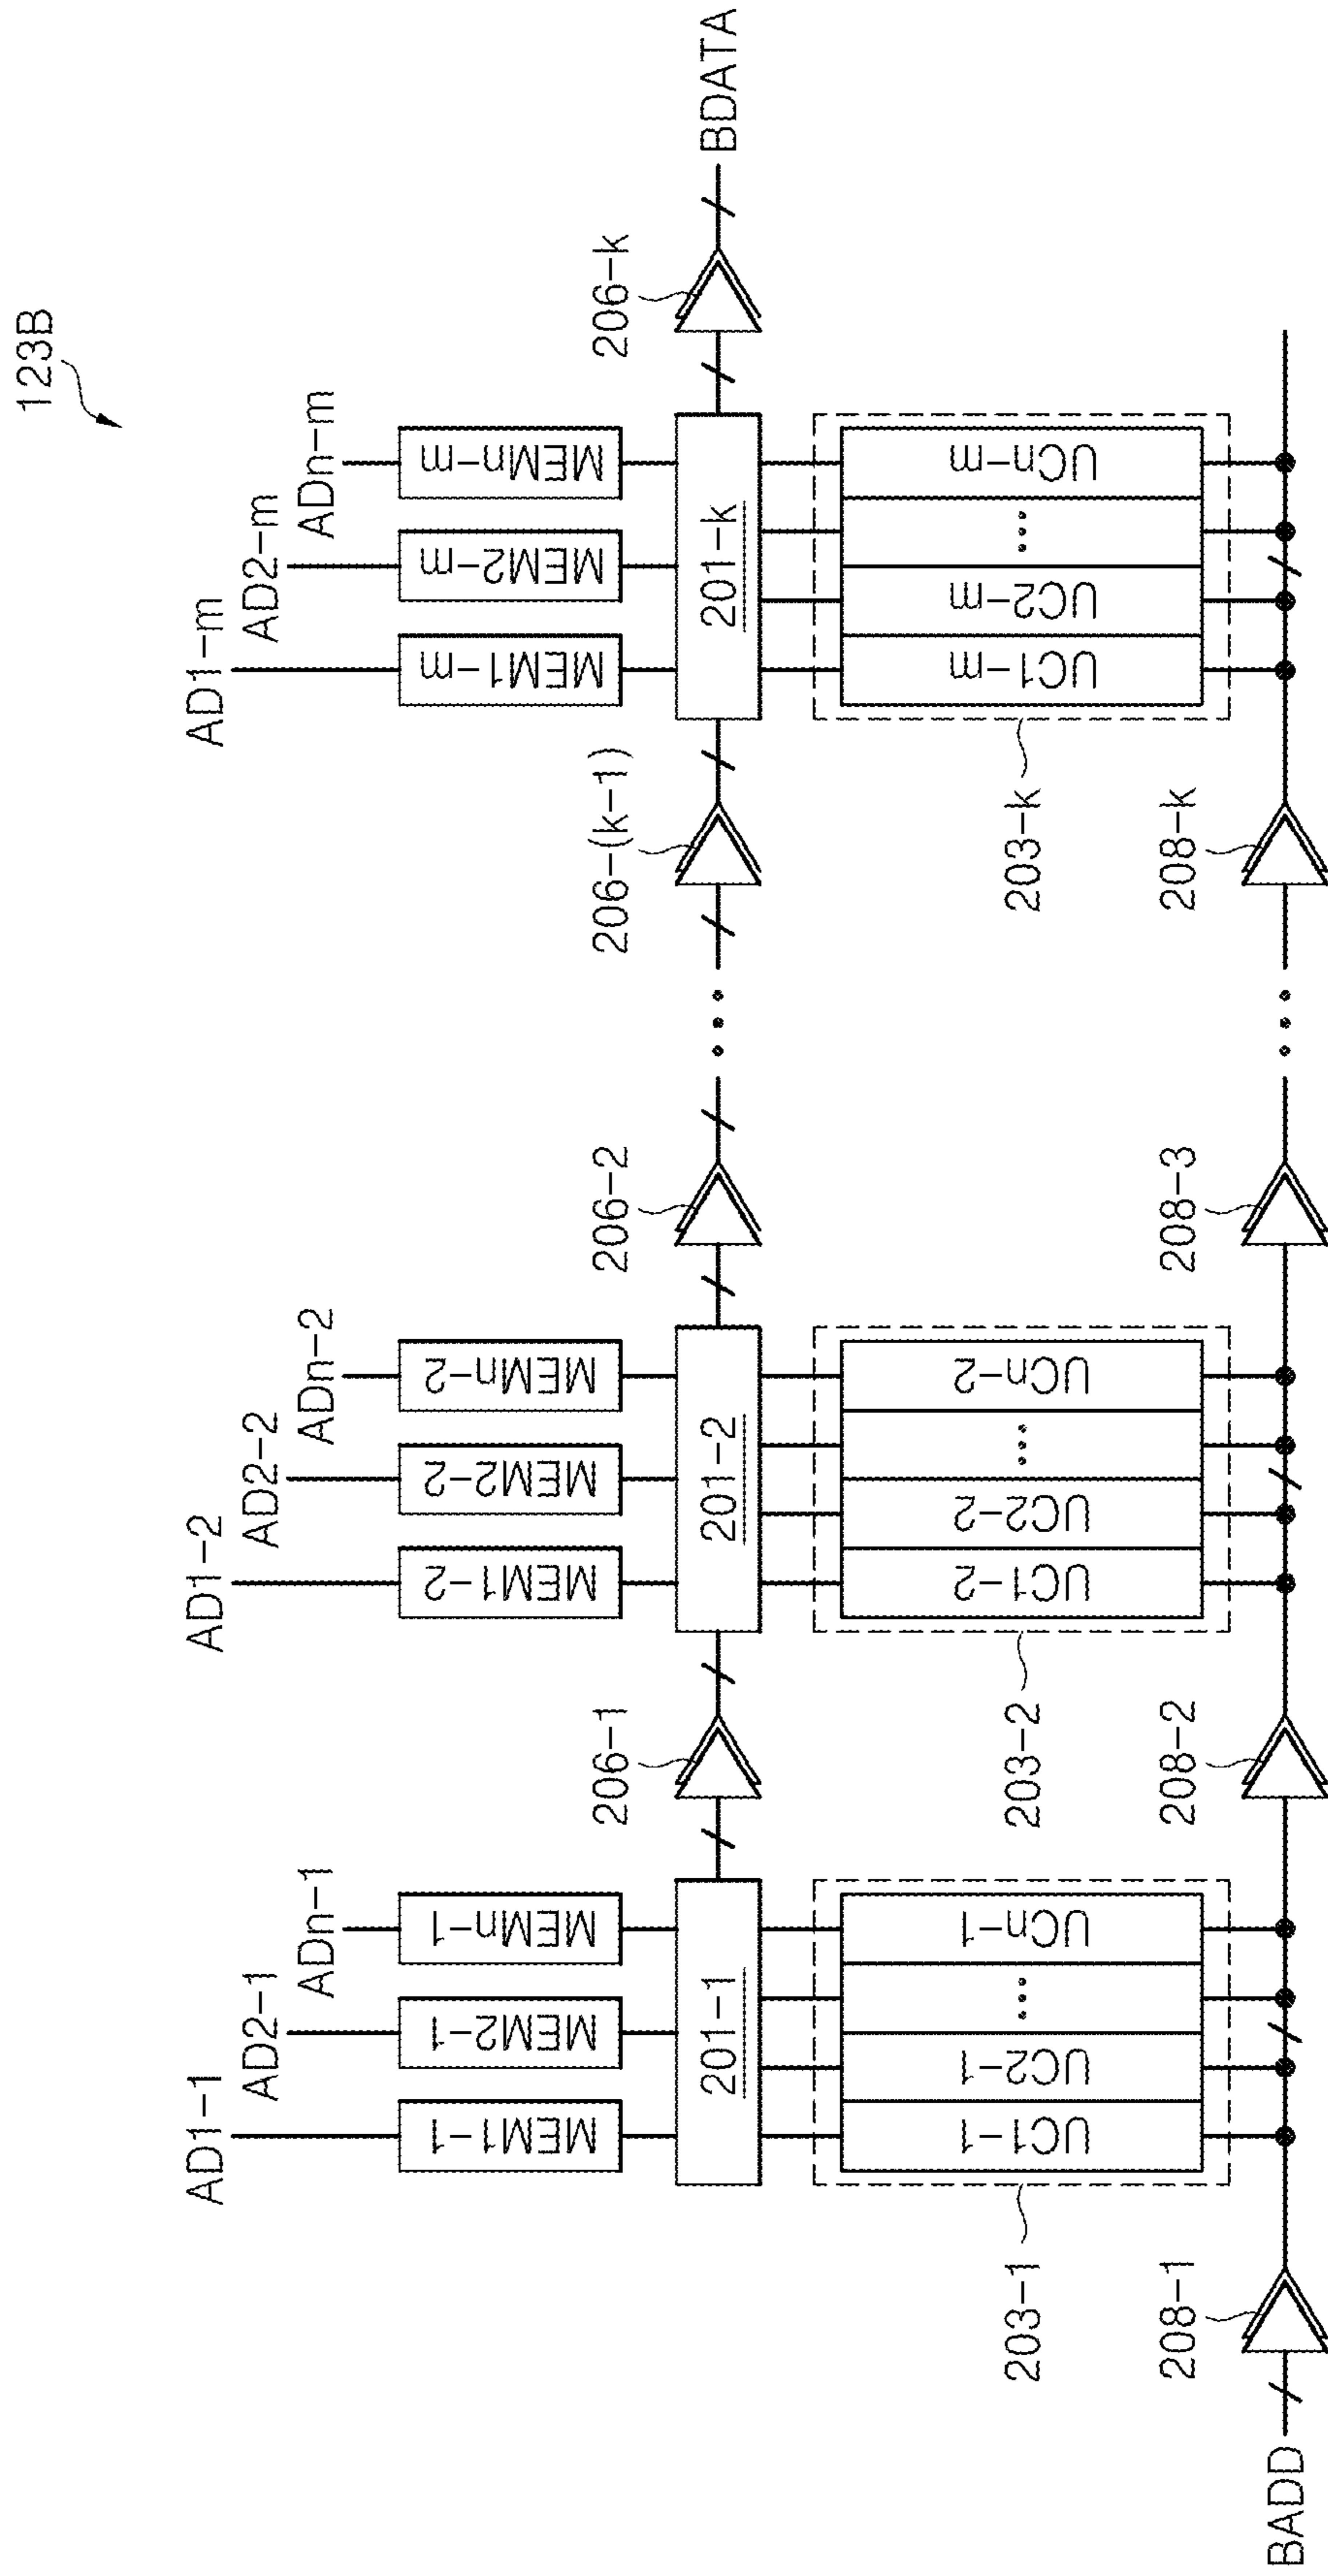 123B
AD1-1
AD2-1
ADn-1
AD1-2
AD2-2
ADn-2
AD1-m
AD2-m
ADn-m
MEM1-1
MEM2-1
MEMn-1
MEM1-2
MEM2-2
MEMn-2
MEM1-m
MEM2-m
MEMn-m
206-1
206-2
206-(k-1)
206-k
201-1
201-2
201-k
BDATA
UC1-1
UC2-1
...
UCn-1
UC1-2
UC2-2
...
UCn-2
UC1-m
UC2-m
...
UCn-m
203-1
203-2
203-k
208-1
208-2
208-3
208-k
BADD